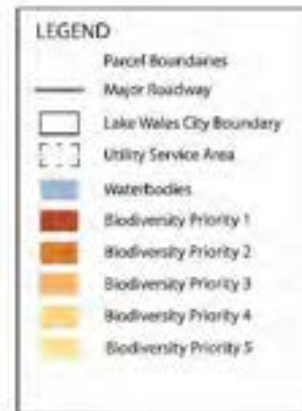 LEGEND
Parcel Boundaries
Major Roadway
Lake Wales City Boundary
Utility Service Area
Waterbodies
Biodiversity Priority 1
Biodiversity Priority 2
Biodiversity Priority 3
Biodiversity Priority 4
Biodiversity Priority 5